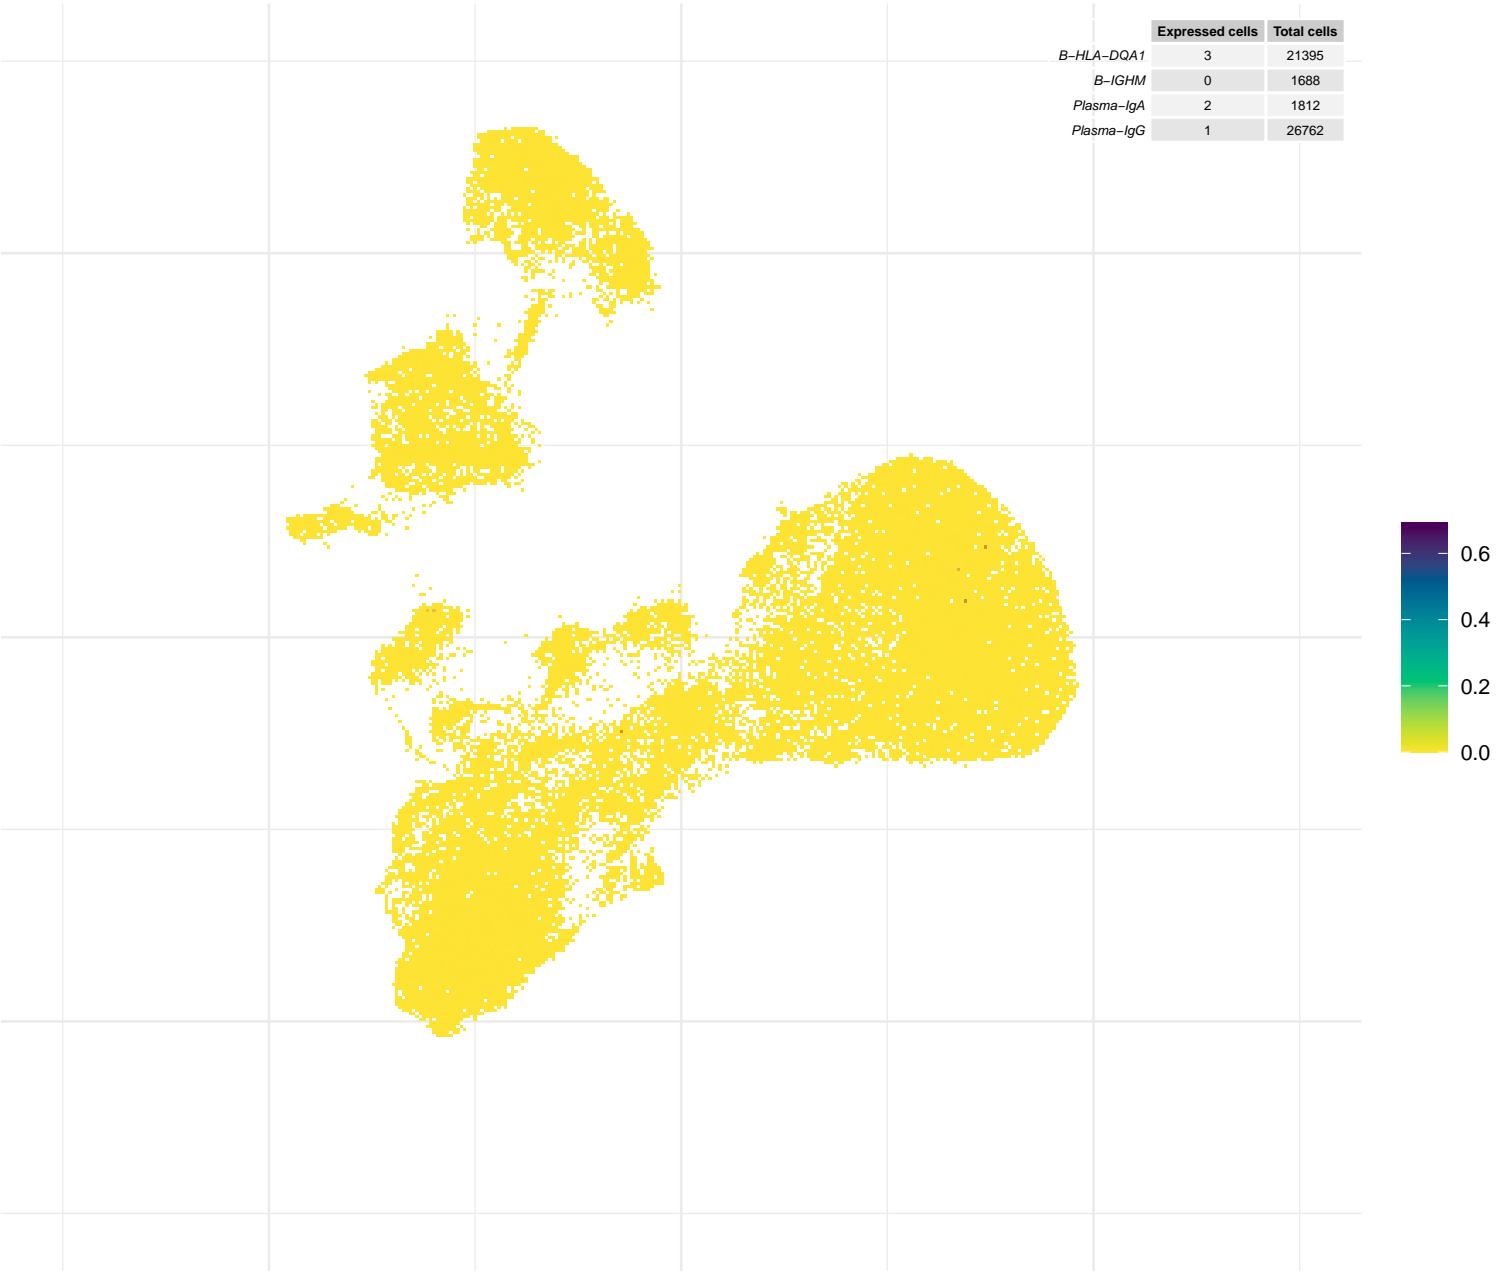 Expressed cells Total cells
B−HLA−DQA1 3 21395
B−IGHM 0 1688
Plasma−IgA 2 1812
Plasma−IgG 1 26762
0.6
0.4
0.2
0.0